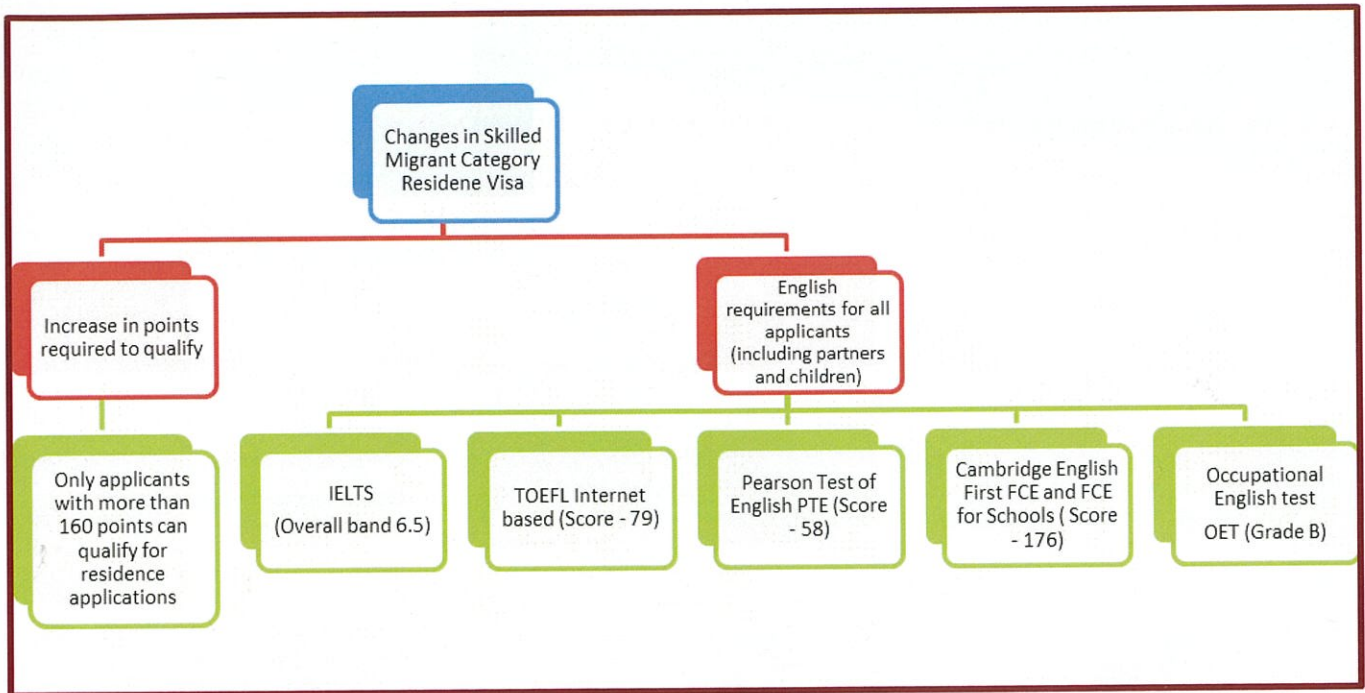 Changes in Skilled
Migrant Category
Residene Visa
Increase in points
required to qualify
English
requirements for all
applicants
(including partners
and children)
Only applicants
with more than
160 points can
qualify for
residence
applications
IELTS
(Overall band 6.5)
TOEFL Internet
based (Score - 79)
Pearson Test of
English PTE (Score
- 58)
Cambridge English
First FCE and FCE
for Schools ( Score
- 176)
Occupational
English test
OET (Grade B)